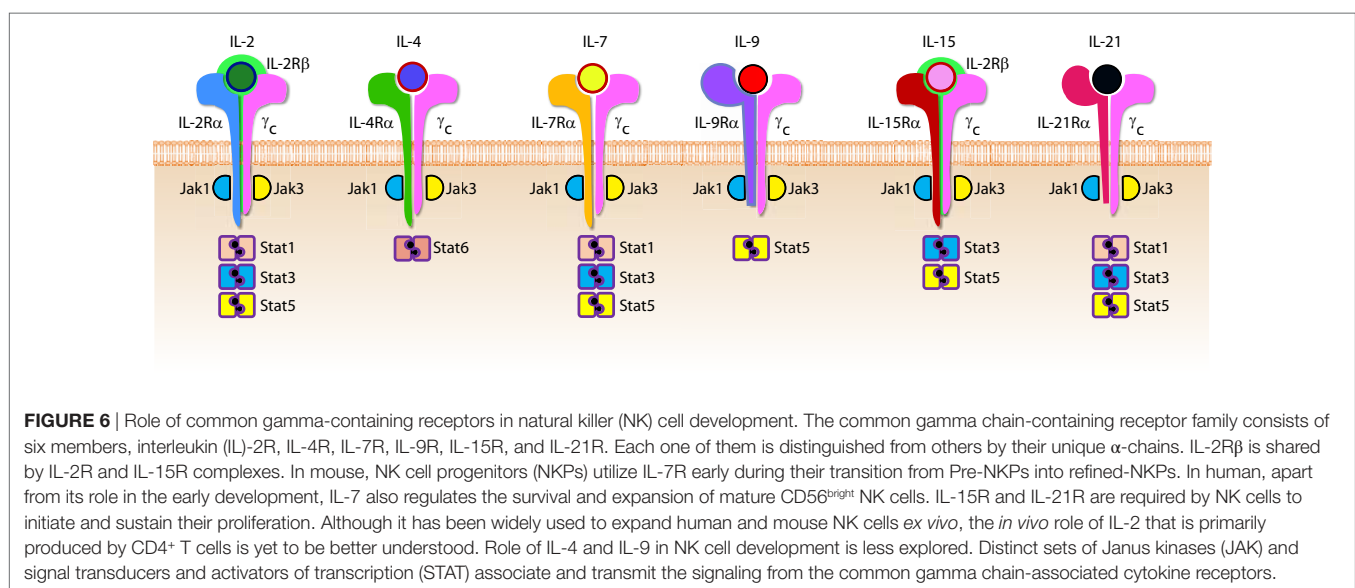 IL-2 IL-4 IL-7 IL-9 IL-15 IL-21
IL-2Rβ IL-2Rβ
IL-2Rα γc IL-4Rα γc IL-7Rα γc IL-9Rα γc IL-15Rα γc IL-21Rα γc
Jak1 Jak3 Jak1 Jak3 Jak1 Jak3 Jak1 Jak3 Jak1 Jak3 Jak1 Jak3
Stat1 Stat6 Stat1 Stat5 Stat3 Stat1
Stat3 Stat3 Stat5 Stat3
Stat5 Stat5 Stat5
FIGURE 6 | Role of common gamma-containing receptors in natural killer (NK) cell development. The common gamma chain-containing receptor family consists of
six members, interleukin (IL)-2R, IL-4R, IL-7R, IL-9R, IL-15R, and IL-21R. Each one of them is distinguished from others by their unique α-chains. IL-2Rβ is shared
by IL-2R and IL-15R complexes. In mouse, NK cell progenitors (NKPs) utilize IL-7R early during their transition from Pre-NKPs into refined-NKPs. In human, apart
from its role in the early development, IL-7 also regulates the survival and expansion of mature CD56bright NK cells. IL-15R and IL-21R are required by NK cells to
initiate and sustain their proliferation. Although it has been widely used to expand human and mouse NK cells ex vivo, the in vivo role of IL-2 that is primarily
produced by CD4+ T cells is yet to be better understood. Role of IL-4 and IL-9 in NK cell development is less explored. Distinct sets of Janus kinases (JAK) and
signal transducers and activators of transcription (STAT) associate and transmit the signaling from the common gamma chain-associated cytokine receptors.